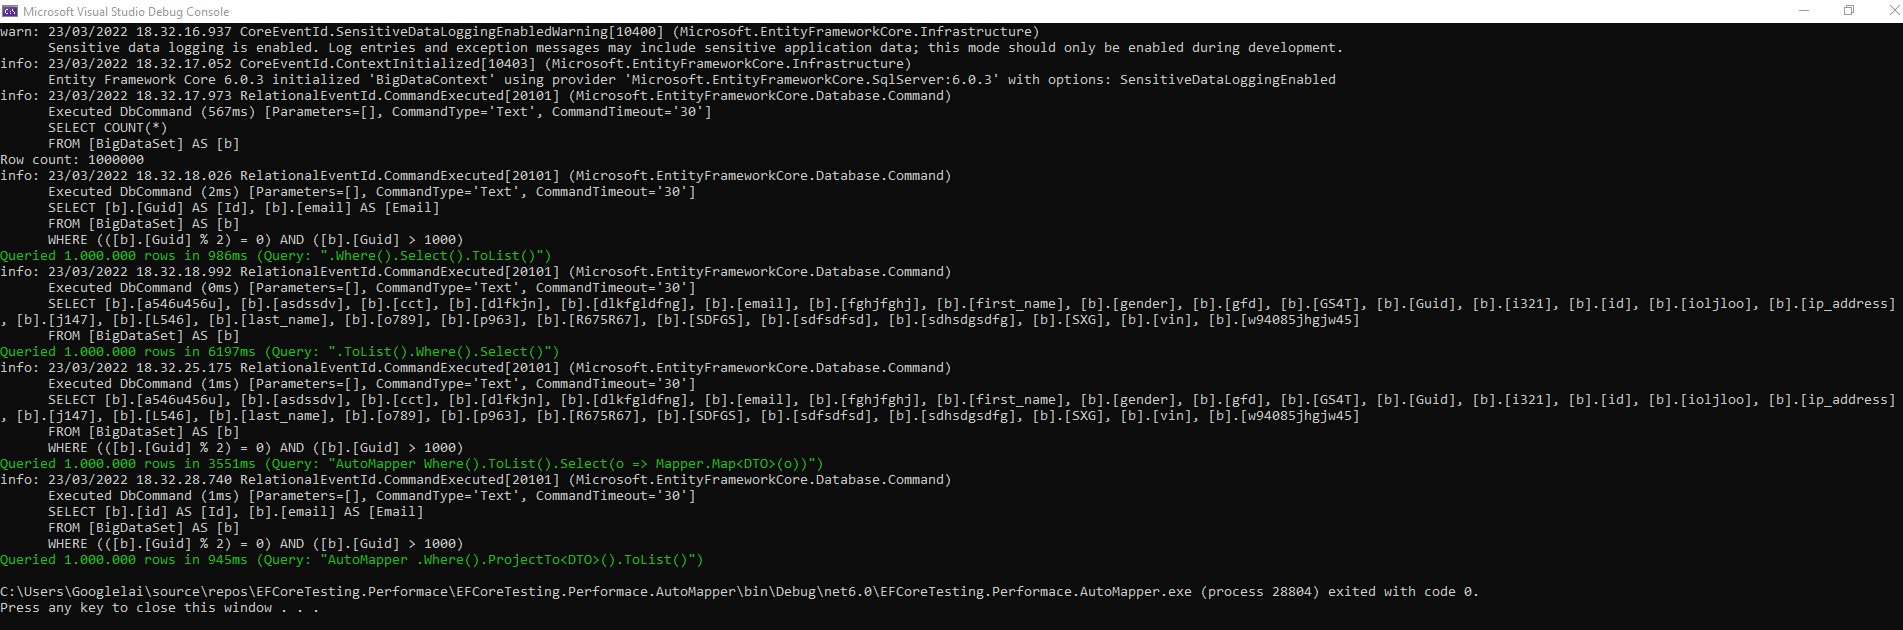 Microsoft Visual Studio Debug Console
warn: 23/03/2022 18.32.16.937 CoreEventId.SensitiveDataLoggingEnabledWarning[10400] (Microsoft.EntityFrameworkCore.Infrastructure)
      Sensitive data logging is enabled. Log entries and exception messages may include sensitive application data; this mode should only be enabled during development.
info: 23/03/2022 18.32.17.052 CoreEventId.ContextInitialized[10403] (Microsoft.EntityFrameworkCore.Infrastructure)
      Entity Framework Core 6.0.3 initialized 'BigDataContext' using provider 'Microsoft.EntityFrameworkCore.SqlServer:6.0.3' with options: SensitiveDataLoggingEnabled
info: 23/03/2022 18.32.17.973 RelationalEventId.CommandExecuted[20101] (Microsoft.EntityFrameworkCore.Database.Command)
      Executed DbCommand (567ms) [Parameters=[], CommandType='Text', CommandTimeout='30']
      SELECT COUNT(*)
      FROM [BigDataSet] AS [b]
Row count: 1000000
info: 23/03/2022 18.32.18.026 RelationalEventId.CommandExecuted[20101] (Microsoft.EntityFrameworkCore.Database.Command)
      Executed DbCommand (2ms) [Parameters=[], CommandType='Text', CommandTimeout='30']
      SELECT [b].[Guid] AS [Id], [b].[email] AS [Email]
      FROM [BigDataSet] AS [b]
      WHERE (([b].[Guid] % 2) = 0) AND ([b].[Guid] > 1000)
Queried 1.000.000 rows in 986ms (Query: ".Where().Select().ToList()")
info: 23/03/2022 18.32.18.992 RelationalEventId.CommandExecuted[20101] (Microsoft.EntityFrameworkCore.Database.Command)
      Executed DbCommand (0ms) [Parameters=[], CommandType='Text', CommandTimeout='30']
      SELECT [b].[a546u456u], [b].[asdssdv], [b].[cct], [b].[dlfkjn], [b].[dlkfgldfng], [b].[email], [b].[fghjfghj], [b].[first_name], [b].[gender], [b].[gfd], [b].[GS4T], [b].[Guid], [b].[i321], [b].[id], [b].[ioljloo], [b].[ip_address]
, [b].[j147], [b].[L546], [b].[last_name], [b].[o789], [b].[p963], [b].[R675R67], [b].[SDFGS], [b].[sdfsdfsd], [b].[sdhsdgsdfg], [b].[SXG], [b].[vin], [b].[w94085jhgjw45]
      FROM [BigDataSet] AS [b]
Queried 1.000.000 rows in 6197ms (Query: ".ToList().Where().Select()")
info: 23/03/2022 18.32.25.175 RelationalEventId.CommandExecuted[20101] (Microsoft.EntityFrameworkCore.Database.Command)
      Executed DbCommand (1ms) [Parameters=[], CommandType='Text', CommandTimeout='30']
      SELECT [b].[a546u456u], [b].[asdssdv], [b].[cct], [b].[dlfkjn], [b].[dlkfgldfng], [b].[email], [b].[fghjfghj], [b].[first_name], [b].[gender], [b].[gfd], [b].[GS4T], [b].[Guid], [b].[i321], [b].[id], [b].[ioljloo], [b].[ip_address]
, [b].[j147], [b].[L546], [b].[last_name], [b].[o789], [b].[p963], [b].[R675R67], [b].[SDFGS], [b].[sdfsdfsd], [b].[sdhsdgsdfg], [b].[SXG], [b].[vin], [b].[w94085jhgjw45]
      FROM [BigDataSet] AS [b]
      WHERE (([b].[Guid] % 2) = 0) AND ([b].[Guid] > 1000)
Queried 1.000.000 rows in 3551ms (Query: "AutoMapper Where().ToList().Select(o => Mapper.Map<DTO>(o))")
info: 23/03/2022 18.32.28.740 RelationalEventId.CommandExecuted[20101] (Microsoft.EntityFrameworkCore.Database.Command)
      Executed DbCommand (1ms) [Parameters=[], CommandType='Text', CommandTimeout='30']
      SELECT [b].[id] AS [Id], [b].[email] AS [Email]
      FROM [BigDataSet] AS [b]
      WHERE (([b].[Guid] % 2) = 0) AND ([b].[Guid] > 1000)
Queried 1.000.000 rows in 945ms (Query: "AutoMapper .Where().ProjectTo<DTO>().ToList()")
C:\Users\Googlelai\source\repos\EFCoreTesting.Performace\EFCoreTesting.Performace.AutoMapper\bin\Debug\net6.0\EFCoreTesting.Performace.AutoMapper.exe (process 28804) exited with code 0.
Press any key to close this window . . .